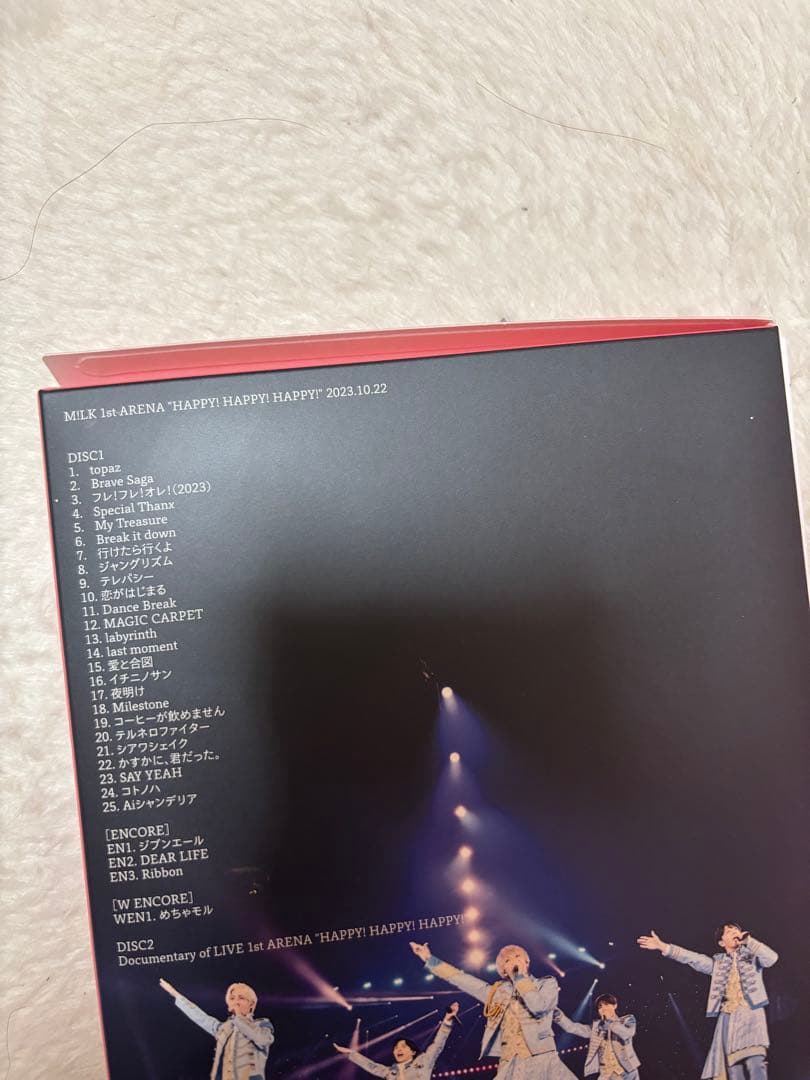 M!LK 1st ARENA "HAPPY! HAPPY! HAPPY!" 2023.10.22
DISC1
1. topaz
2. Brave Saga
3. フレ!フレ!オレ!(2023)
4. Special Thanx
5. My Treasure
6. Break it down
7. 行けたら行くよ
8. ジャングリズム
9. テレパシー
10. 恋がはじまる
11. Dance Break
12. MAGIC CARPET
13. labyrinth
14. last moment
15. 愛と合図
16. イチニノサン
17. 夜明け
18. Milestone
19. コーヒーが飲めません
20. テルネロファイター
21. シアワシェイク
22. かすかに、君だった。
23. SAY YEAH
24. コトノハ
25. Aiシャンデリア
[ENCORE]
EN1. ジブンエール
EN2. DEAR LIFE
EN3. Ribbon
[W ENCORE]
WEN1. めちゃモル
DISC2
Documentary of LIVE 1st ARENA "HAPPY! HAPPY! HAPPY!"